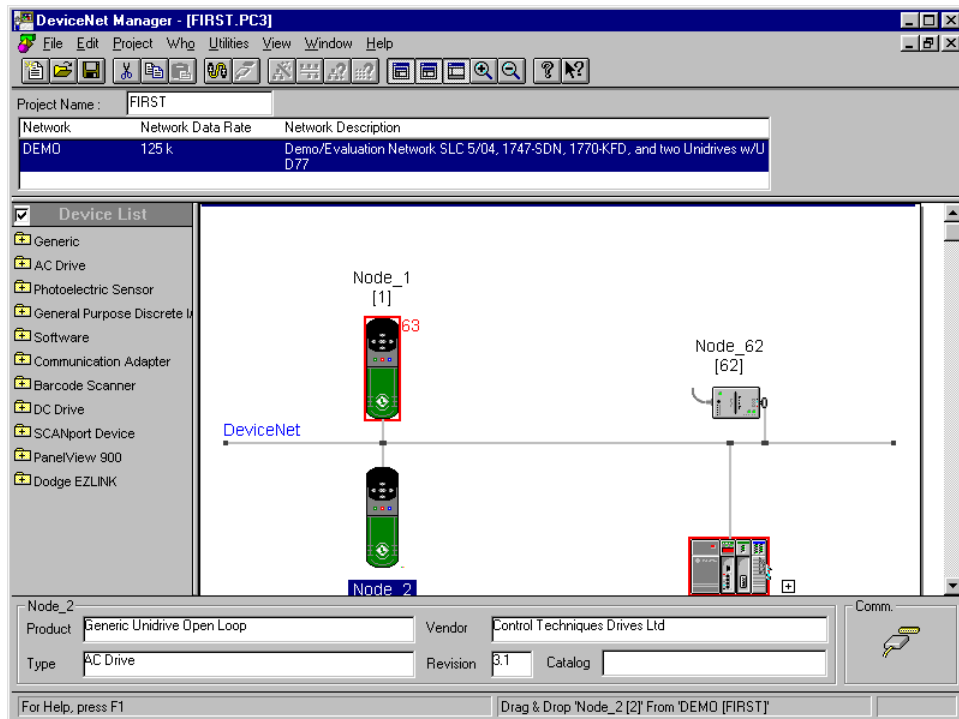 DeviceNet Manager - [FIRST.PC3]
File Edit Project Who Utilities View Window Help
Project Name : FIRST
Network Network Data Rate Network Description
DEMO 125 k Demo/Evaluation Network SLC 5/04, 1747-SDN, 1770-KFD, and two Unidrives w/U
D77
Device List
Generic
AC Drive
Photoelectric Sensor
General Purpose Discrete I/
Software
Communication Adapter
Barcode Scanner
DC Drive
SCANport Device
PanelView 900
Dodge EZLINK
Node_1
[1]
63
Node_62
[62]
DeviceNet
Node_2
Node_2
Product Generic Unidrive Open Loop Vendor Control Techniques Drives Ltd
Type AC Drive Revision 3.1 Catalog
Comm.
For Help, press F1 Drag & Drop 'Node_2 [2]' From 'DEMO [FIRST]'